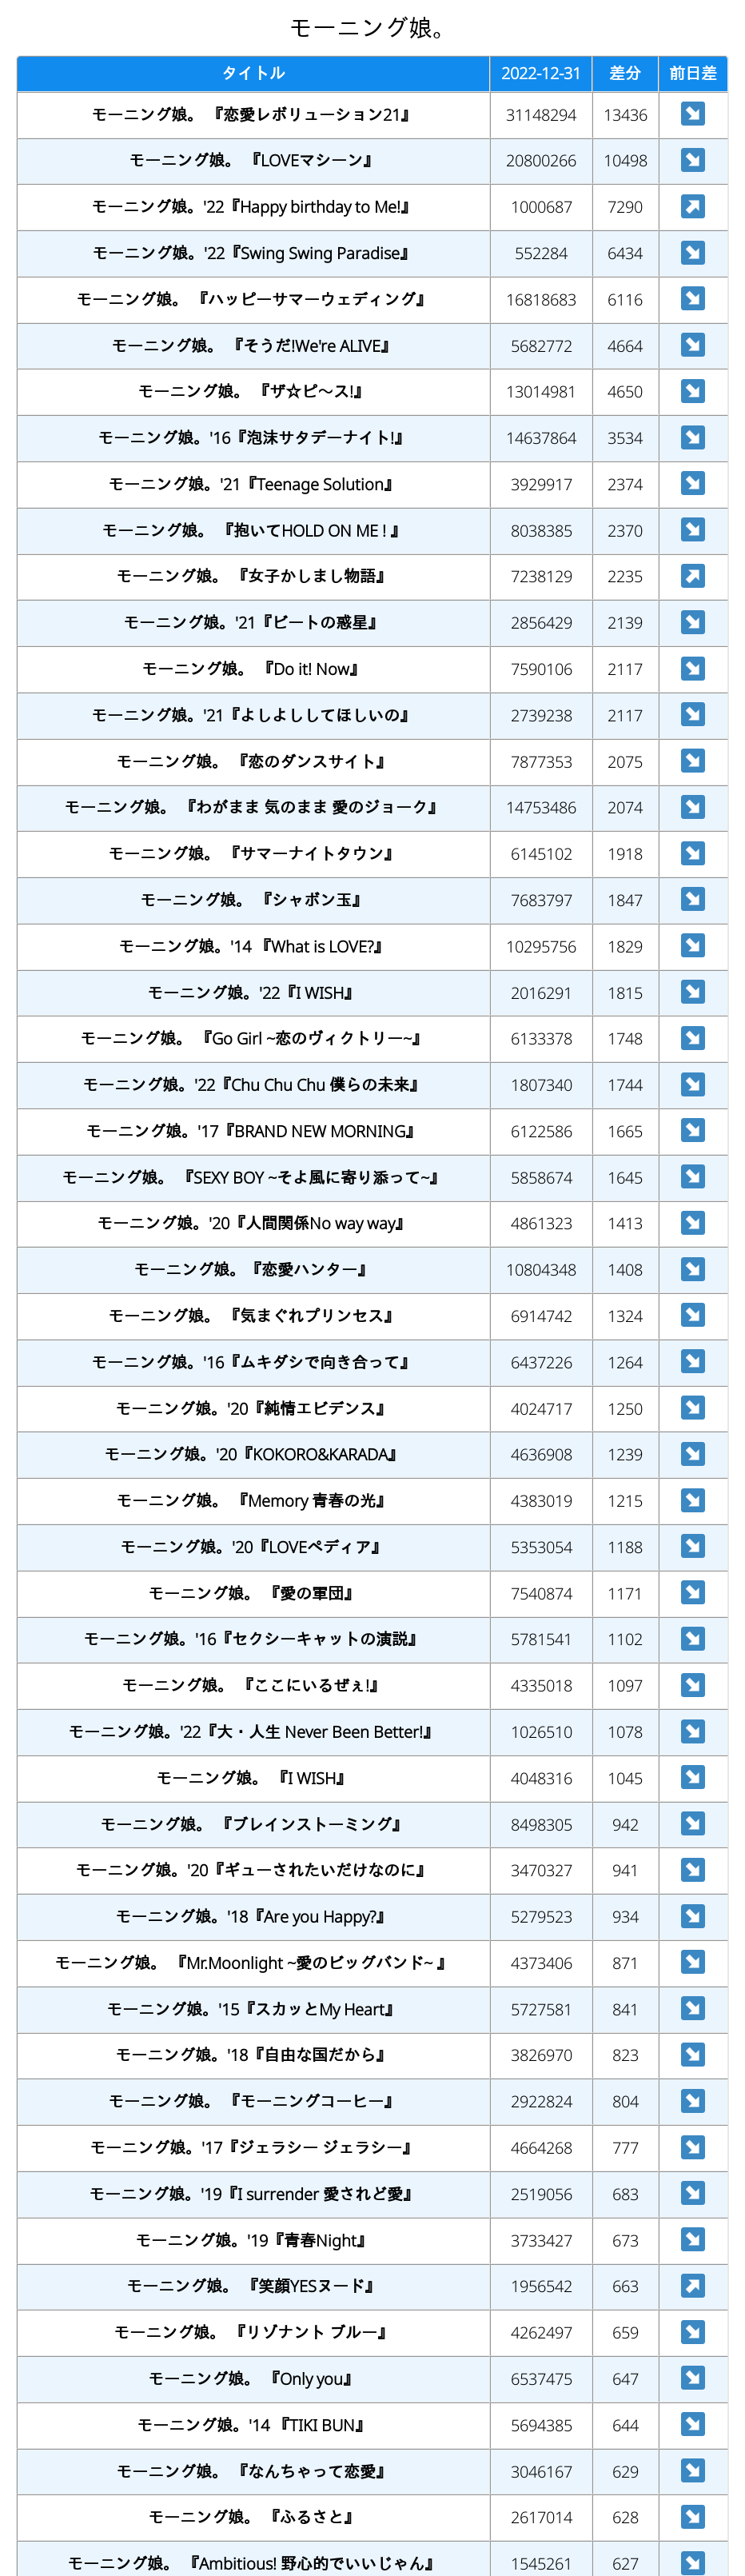 モーニング娘。
タイトル 2022-12-31 差分 前日差
モーニング娘。 『恋愛レボリューション21』 31148294 13436 ↘
モーニング娘。 『LOVEマシーン』 20800266 10498 ↘
モーニング娘。'22『Happy birthday to Me!』 1000687 7290 ↗
モーニング娘。'22『Swing Swing Paradise』 552284 6434 ↘
モーニング娘。 『ハッピーサマーウェディング』 16818683 6116 ↘
モーニング娘。 『そうだ!We're ALIVE』 5682772 4664 ↘
モーニング娘。 『ザ☆ピ〜ス!』 13014981 4650 ↘
モーニング娘。'16『泡沫サタデーナイト!』 14637864 3534 ↘
モーニング娘。'21『Teenage Solution』 3929917 2374 ↘
モーニング娘。 『抱いてHOLD ON ME ! 』 8038385 2370 ↘
モーニング娘。 『女子かしまし物語』 7238129 2235 ↗
モーニング娘。'21『ビートの惑星』 2856429 2139 ↘
モーニング娘。 『Do it! Now』 7590106 2117 ↘
モーニング娘。'21『よしよししてほしいの』 2739238 2117 ↘
モーニング娘。 『恋のダンスサイト』 7877353 2075 ↘
モーニング娘。 『わがまま 気のまま 愛のジョーク』 14753486 2074 ↘
モーニング娘。 『サマーナイトタウン』 6145102 1918 ↘
モーニング娘。 『シャボン玉』 7683797 1847 ↘
モーニング娘。'14 『What is LOVE?』 10295756 1829 ↘
モーニング娘。'22『I WISH』 2016291 1815 ↘
モーニング娘。 『Go Girl ~恋のヴィクトリー~』 6133378 1748 ↘
モーニング娘。'22『Chu Chu Chu 僕らの未来』 1807340 1744 ↘
モーニング娘。'17『BRAND NEW MORNING』 6122586 1665 ↘
モーニング娘。 『SEXY BOY ~そよ風に寄り添って~』 5858674 1645 ↘
モーニング娘。'20『人間関係No way way』 4861323 1413 ↘
モーニング娘。『恋愛ハンター』 10804348 1408 ↘
モーニング娘。 『気まぐれプリンセス』 6914742 1324 ↘
モーニング娘。'16『ムキダシで向き合って』 6437226 1264 ↘
モーニング娘。'20『純情エビデンス』 4024717 1250 ↘
モーニング娘。'20『KOKORO&KARADA』 4636908 1239 ↘
モーニング娘。 『Memory 青春の光』 4383019 1215 ↘
モーニング娘。'20『LOVEペディア』 5353054 1188 ↘
モーニング娘。 『愛の軍団』 7540874 1171 ↘
モーニング娘。'16『セクシーキャットの演説』 5781541 1102 ↘
モーニング娘。 『ここにいるぜぇ!』 4335018 1097 ↘
モーニング娘。'22『大・人生 Never Been Better!』 1026510 1078 ↘
モーニング娘。 『I WISH』 4048316 1045 ↘
モーニング娘。 『ブレインストーミング』 8498305 942 ↘
モーニング娘。'20『ギューされたいだけなのに』 3470327 941 ↘
モーニング娘。'18『Are you Happy?』 5279523 934 ↘
モーニング娘。 『Mr.Moonlight ~愛のビッグバンド~ 』 4373406 871 ↘
モーニング娘。'15『スカッとMy Heart』 5727581 841 ↘
モーニング娘。'18『自由な国だから』 3826970 823 ↘
モーニング娘。 『モーニングコーヒー』 2922824 804 ↘
モーニング娘。'17『ジェラシー ジェラシー』 4664268 777 ↘
モーニング娘。'19『I surrender 愛されど愛』 2519056 683 ↘
モーニング娘。'19『青春Night』 3733427 673 ↘
モーニング娘。 『笑顔YESヌード』 1956542 663 ↗
モーニング娘。 『リゾナント ブルー』 4262497 659 ↘
モーニング娘。 『Only you』 6537475 647 ↘
モーニング娘。'14 『TIKI BUN』 5694385 644 ↘
モーニング娘。 『なんちゃって恋愛』 3046167 629 ↘
モーニング娘。 『ふるさと』 2617014 628 ↘
モーニング娘。 『Ambitious! 野心的でいいじゃん』 1545261 627 ↘